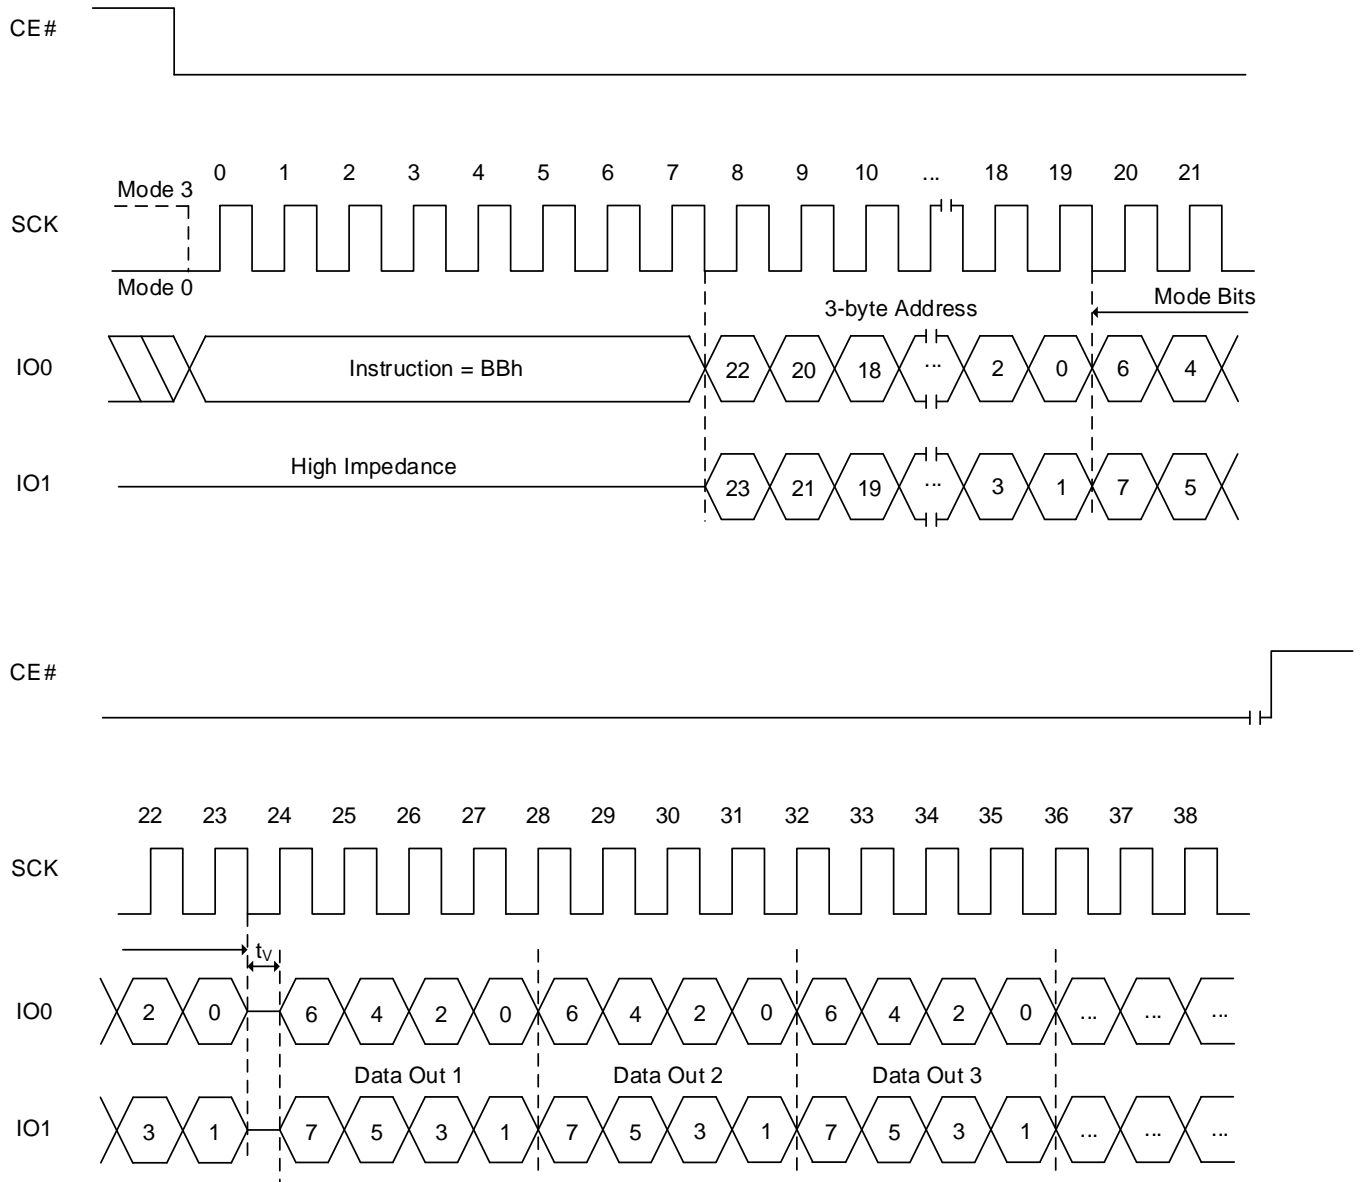 CE#
0 1 2 3 4 5 6 7 8 9 10 ... 18 19 20 21
Mode 3
SCK
Mode 0
3-byte Address
Mode Bits
IO0 Instruction = BBh 22 20 18 ... 2 0 6 4
High Impedance
IO1 23 21 19 ... 3 1 7 5
CE#
22 23 24 25 26 27 28 29 30 31 32 33 34 35 36 37 38
SCK
tV
IO0 2 0 6 4 2 0 6 4 2 0 6 4 2 0 ... ... ...
Data Out 1 Data Out 2 Data Out 3
IO1 3 1 7 5 3 1 7 5 3 1 7 5 3 1 ... ... ...